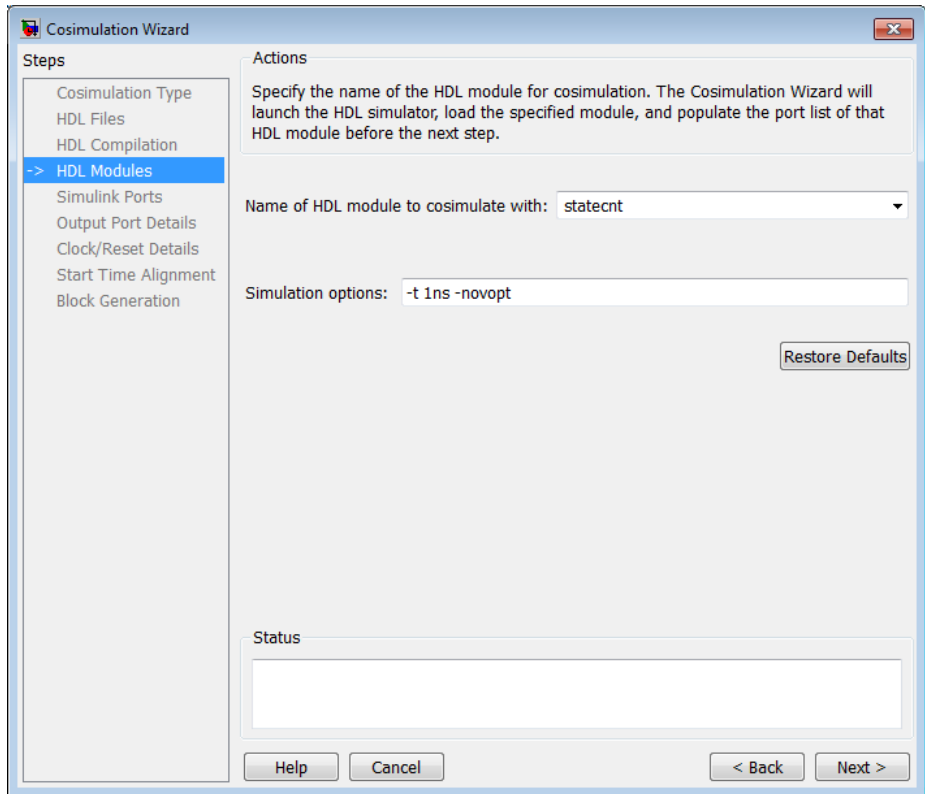 Cosimulation Wizard
Steps
Cosimulation Type
HDL Files
HDL Compilation
-> HDL Modules
Simulink Ports
Output Port Details
Clock/Reset Details
Start Time Alignment
Block Generation
Actions
Specify the name of the HDL module for cosimulation. The Cosimulation Wizard will
launch the HDL simulator, load the specified module, and populate the port list of that
HDL module before the next step.
Name of HDL module to cosimulate with: statecnt
Simulation options: -t 1ns -novopt
Restore Defaults
Status
Help Cancel < Back Next >